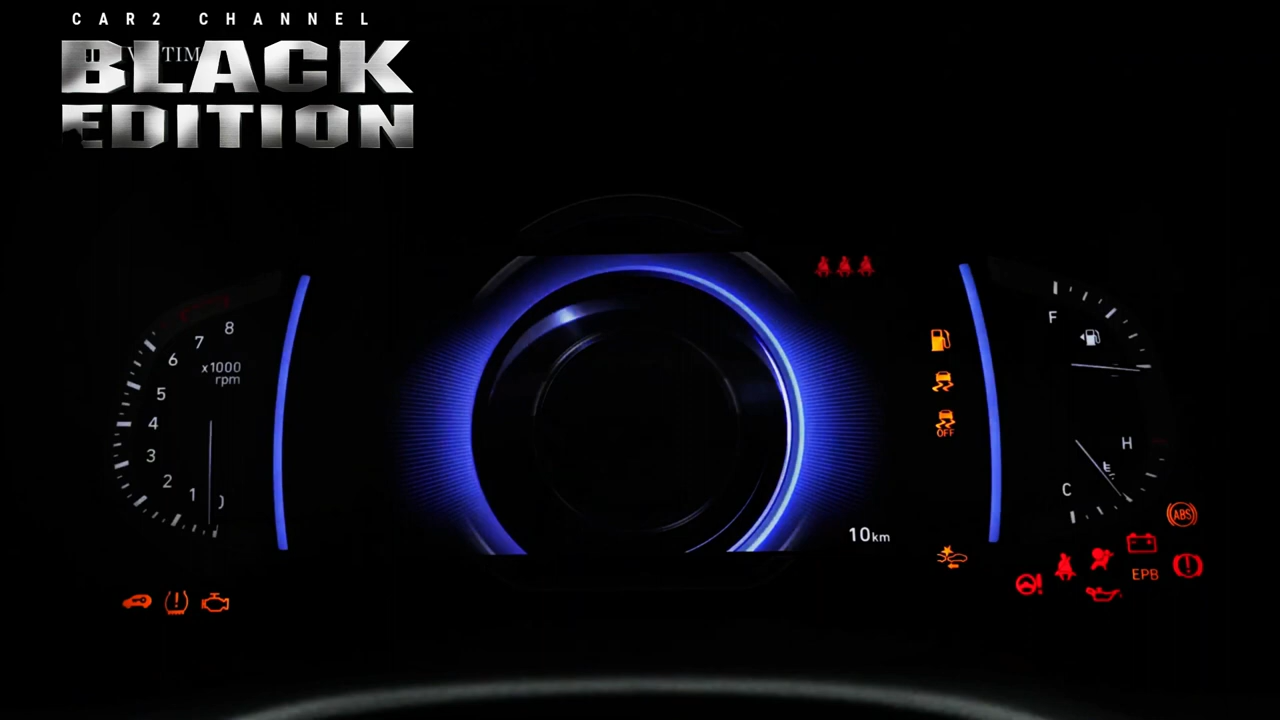 CAR2 CHANNEL
BLACK
EDITION
8
7
6
x1000
rpm
5
4
3
2
1
F
H
C
OFF
10km
ABS
EPB